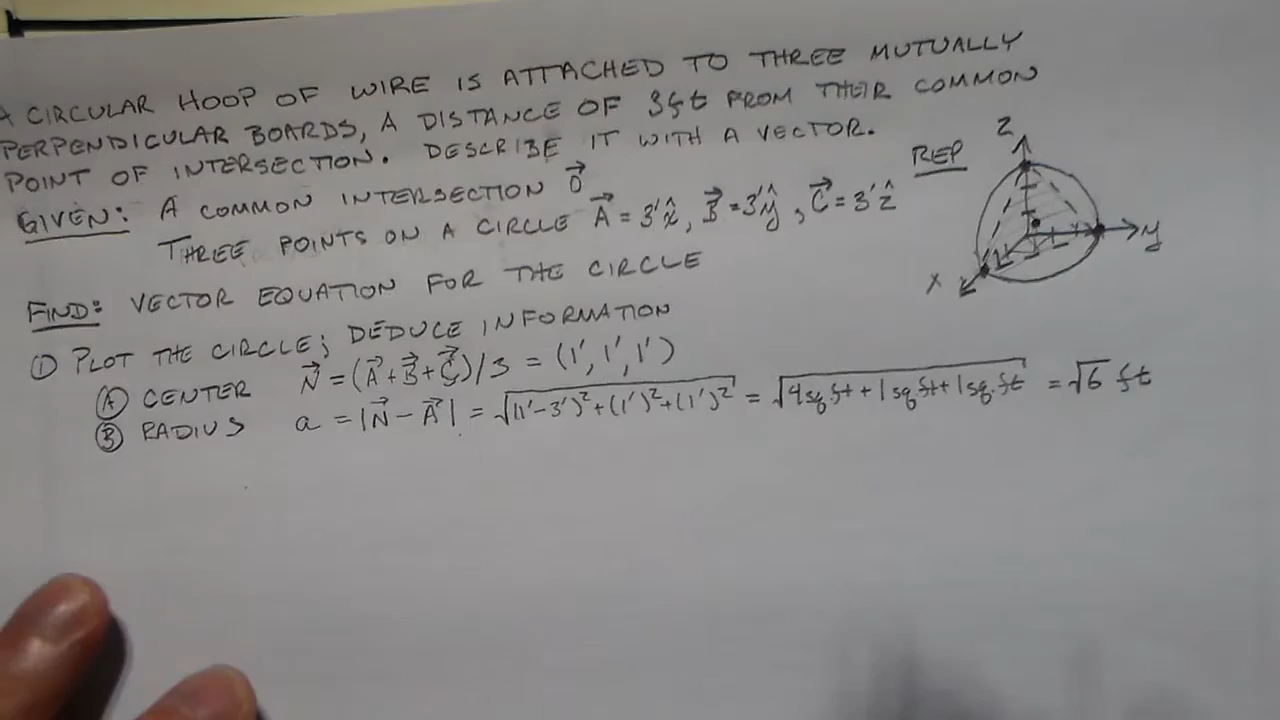 A CIRCULAR HOOP OF WIRE IS ATTACHED TO THREE MUTUALLY
PERPENDICULAR BOARDS, A DISTANCE OF 3ft FROM THEIR COMMON
POINT OF INTERSECTION. DESCRIBE IT WITH A VECTOR.
REP
Z
y
x
GIVEN: A COMMON INTERSECTION O⃗
THREE POINTS ON A CIRCLE A⃗ = 3'x̂, B⃗ = 3'ŷ, C⃗ = 3'ẑ
FIND: VECTOR EQUATION FOR THE CIRCLE
① PLOT THE CIRCLE; DEDUCE INFORMATION
Ⓐ CENTER N⃗ = (A⃗ + B⃗ + C⃗)/3 = (1', 1', 1')
Ⓑ RADIUS a = |N⃗ - A⃗| = √((1'-3')² + (1')² + (1')²) = √(4 sq. ft + 1 sq. ft + 1 sq. ft) = √6 ft